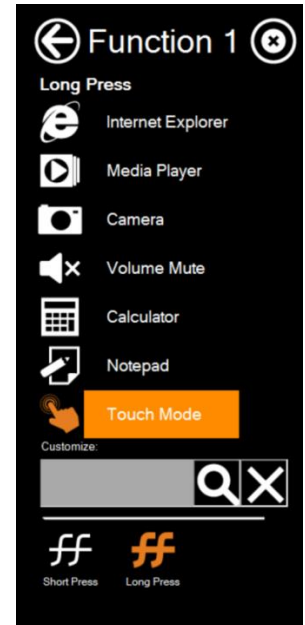 Function 1
Long Press
Internet Explorer
Media Player
Camera
Volume Mute
Calculator
Notepad
Touch Mode
Customize:
Short Press Long Press